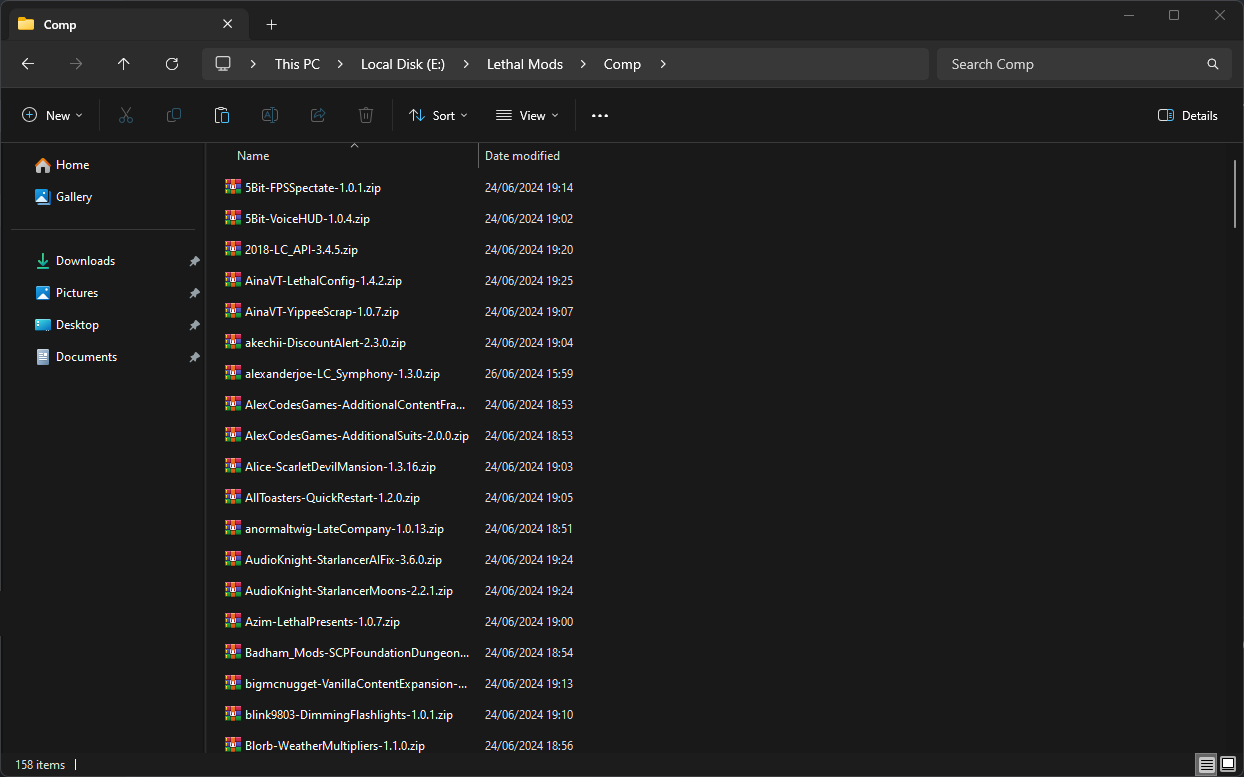 Comp
This PC Local Disk (E:) Lethal Mods Comp Search Comp
New Sort View Details
Home
Gallery
Downloads
Pictures
Desktop
Documents
Name Date modified
5Bit-FPSSpectate-1.0.1.zip 24/06/2024 19:14
5Bit-VoiceHUD-1.0.4.zip 24/06/2024 19:02
2018-LC_API-3.4.5.zip 24/06/2024 19:20
AinaVT-LethalConfig-1.4.2.zip 24/06/2024 19:25
AinaVT-YippeeScrap-1.0.7.zip 24/06/2024 19:07
akechii-DiscountAlert-2.3.0.zip 24/06/2024 19:04
alexanderjoe-LC_Symphony-1.3.0.zip 26/06/2024 15:59
AlexCodesGames-AdditionalContentFra... 24/06/2024 18:53
AlexCodesGames-AdditionalSuits-2.0.0.zip 24/06/2024 18:53
Alice-ScarletDevilMansion-1.3.16.zip 24/06/2024 19:03
AllToasters-QuickRestart-1.2.0.zip 24/06/2024 19:05
anormaltwig-LateCompany-1.0.13.zip 24/06/2024 18:51
AudioKnight-StarlancerAIFix-3.6.0.zip 24/06/2024 19:24
AudioKnight-StarlancerMoons-2.2.1.zip 24/06/2024 19:24
Azim-LethalPresents-1.0.7.zip 24/06/2024 19:00
Badham_Mods-SCPFoundationDungeon... 24/06/2024 18:54
bigmcnugget-VanillaContentExpansion-... 24/06/2024 19:13
blink9803-DimmingFlashlights-1.0.1.zip 24/06/2024 19:10
Blorb-WeatherMultipliers-1.1.0.zip 24/06/2024 18:56
158 items